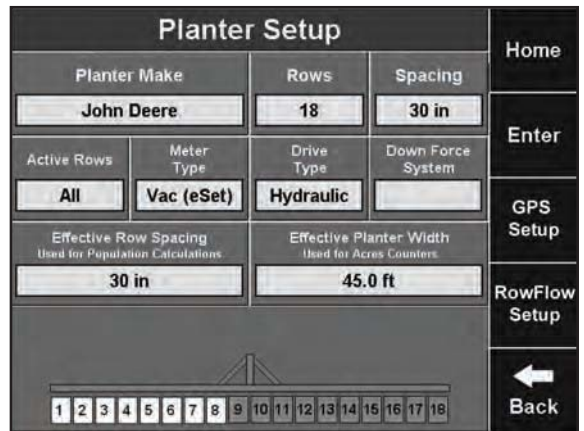 Planter Setup
Home
Planter Make
Rows
Spacing
John Deere
18
30 in
Enter
Active Rows
Meter
Type
Drive
Type
Down Force
System
All
Vac (eSet)
Hydraulic
GPS
Setup
Effective Row Spacing
Used for Population Calculations
Effective Planter Width
Used for Acres Counters
30 in
45.0 ft
RowFlow
Setup
1 2 3 4 5 6 7 8 9 10 11 12 13 14 15 16 17 18
Back